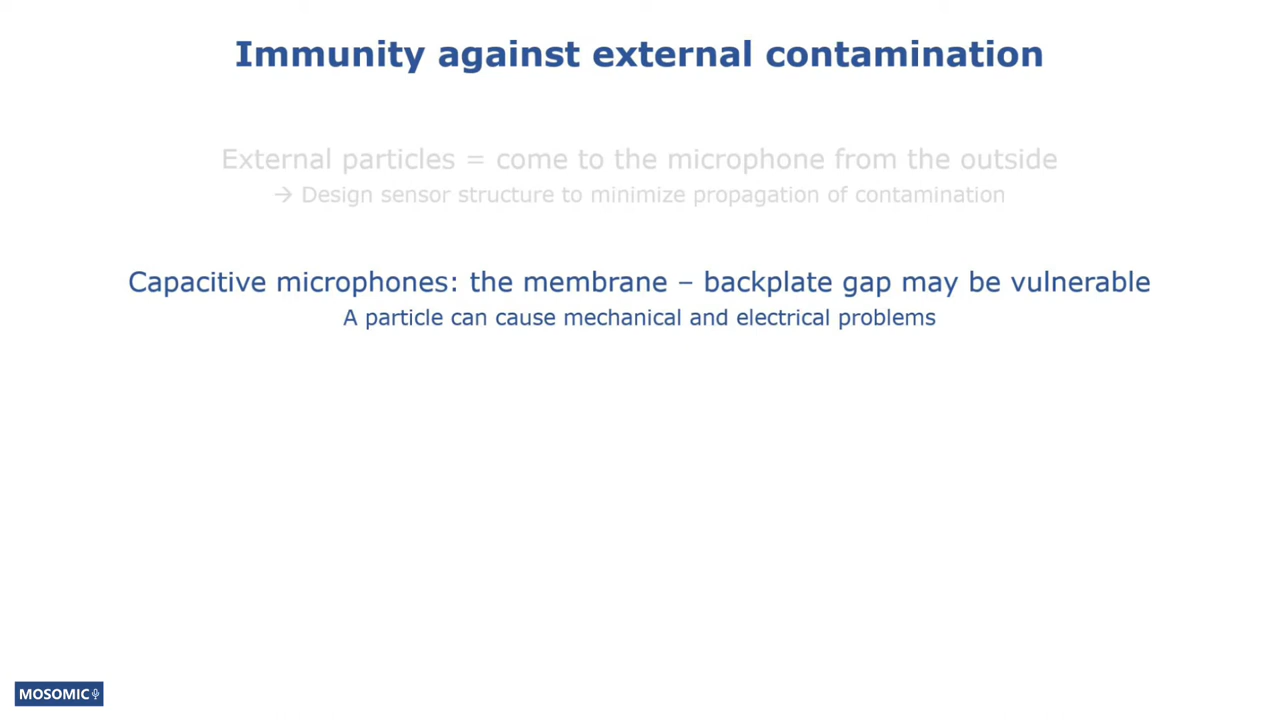 Immunity against external contamination
External particles = come to the microphone from the outside
→ Design sensor structure to minimize propagation of contamination
Capacitive microphones: the membrane – backplate gap may be vulnerable
A particle can cause mechanical and electrical problems
MOSOMIC